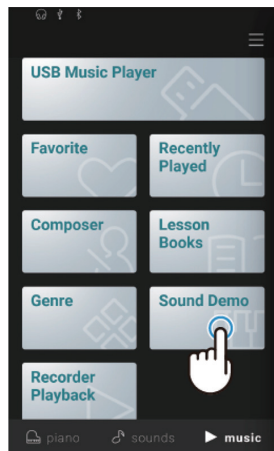 USB Music Player
Favorite
Recently
Played
Composer
Lesson
Books
Genre
Sound Demo
Recorder
Playback
piano
sounds
music